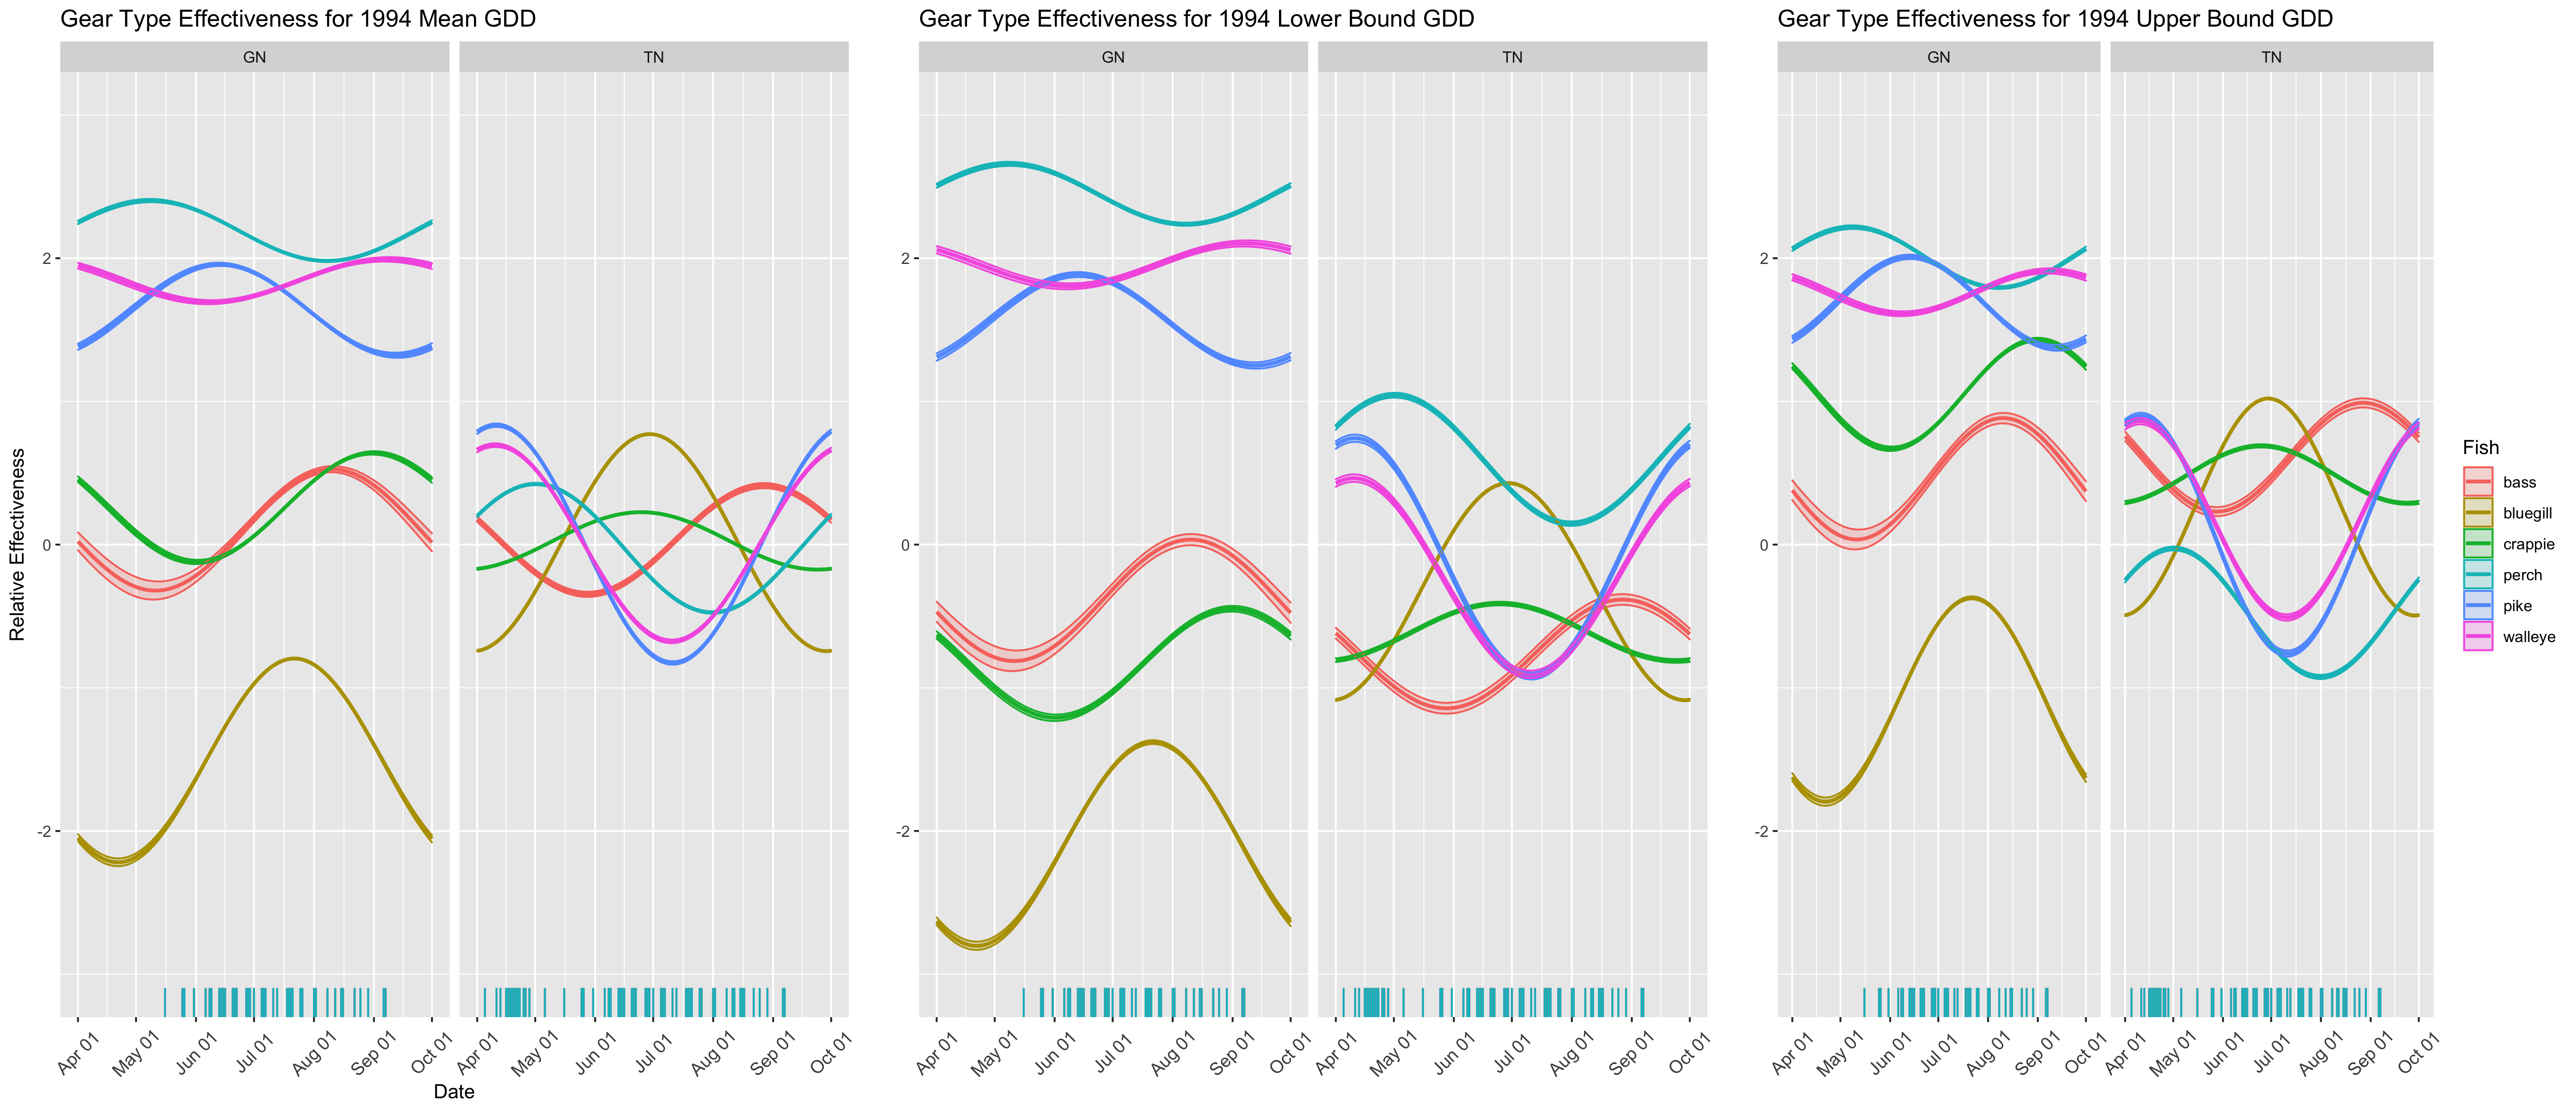 Gear Type Effectiveness for 1994 Mean GDD
GN
TN
Relative Effectiveness
2
0
-2
Apr 01
May 01
Jun 01
Jul 01
Aug 01
Sep 01
Oct 01
Apr 01
May 01
Jun 01
Jul 01
Aug 01
Sep 01
Oct 01
Date
Gear Type Effectiveness for 1994 Lower Bound GDD
GN
TN
2
0
-2
Apr 01
May 01
Jun 01
Jul 01
Aug 01
Sep 01
Oct 01
Apr 01
May 01
Jun 01
Jul 01
Aug 01
Sep 01
Oct 01
Gear Type Effectiveness for 1994 Upper Bound GDD
GN
TN
2
0
-2
Apr 01
May 01
Jun 01
Jul 01
Aug 01
Sep 01
Oct 01
Apr 01
May 01
Jun 01
Jul 01
Aug 01
Sep 01
Oct 01
Fish
bass
bluegill
crappie
perch
pike
walleye